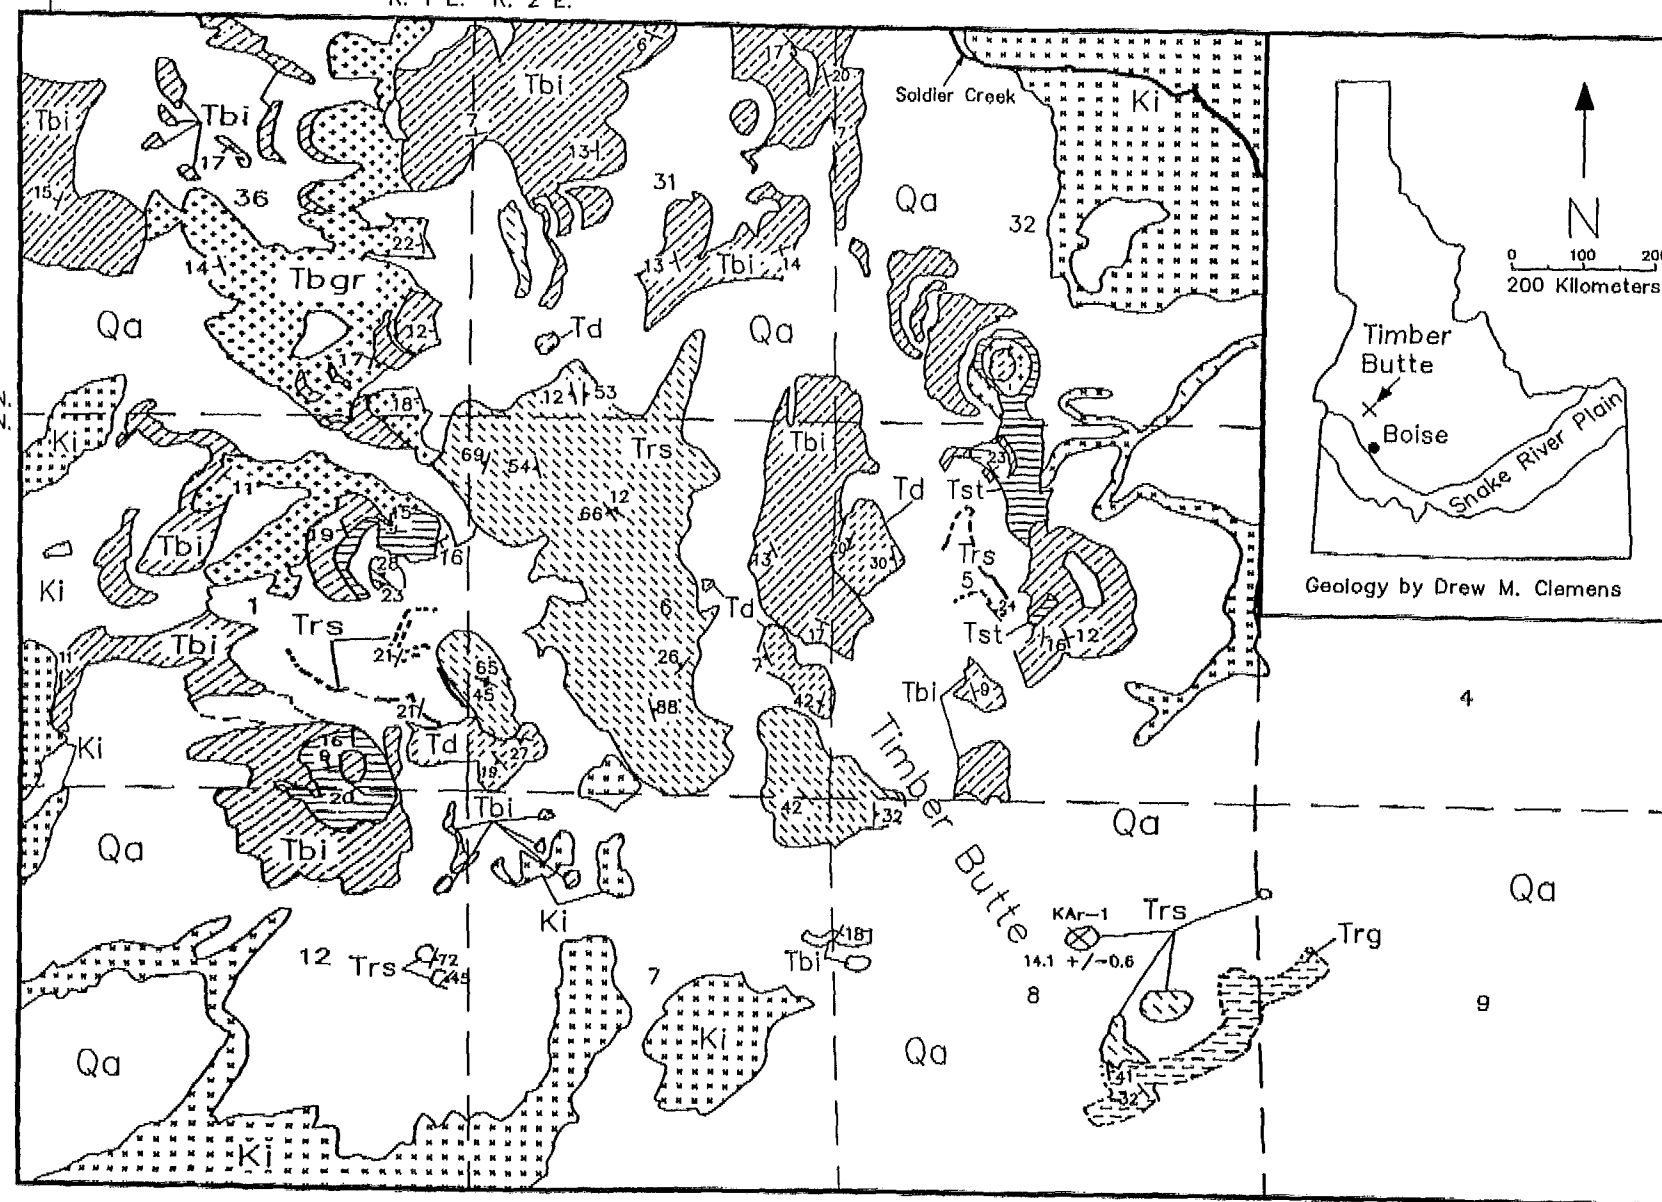 R. 1 E. R. 2 E.
6
17
Tbi
20
Soldier Creek
Ki
N
Tbi
Tbi
7
7
13
17
15
36
31
Qa
32
0 100 200
200 Kilometers
22
14
13
Tbi
14
Tbgr
Qa
12
Td
Qa
17
Timber
Butte
12
53
18
N.
N.
Ki
Boise
Snake River Plain
69
54
Trs
Tbi
23
11
12
66
Td
Tst
15
19
16
Tbi
13
20
30
Trs
28
5
Ki
23
24
Geology by Drew M. Clemens
1
6
Td
Trs
Tst
17
16
12
Tbi
11
21
65
26
7
45
Tbi
9
4
42
21
88
Ki
Td
16
27
9
19
20
Timber
Butte
Tbi
42
32
Qa
Qa
Tbi
Qa
Ki
KAr-1
Trs
18
Trg
12
Trs
72
45
Tbi
14.1 +/-0.6
7
8
9
Ki
Qa
Qa
41
32
Ki